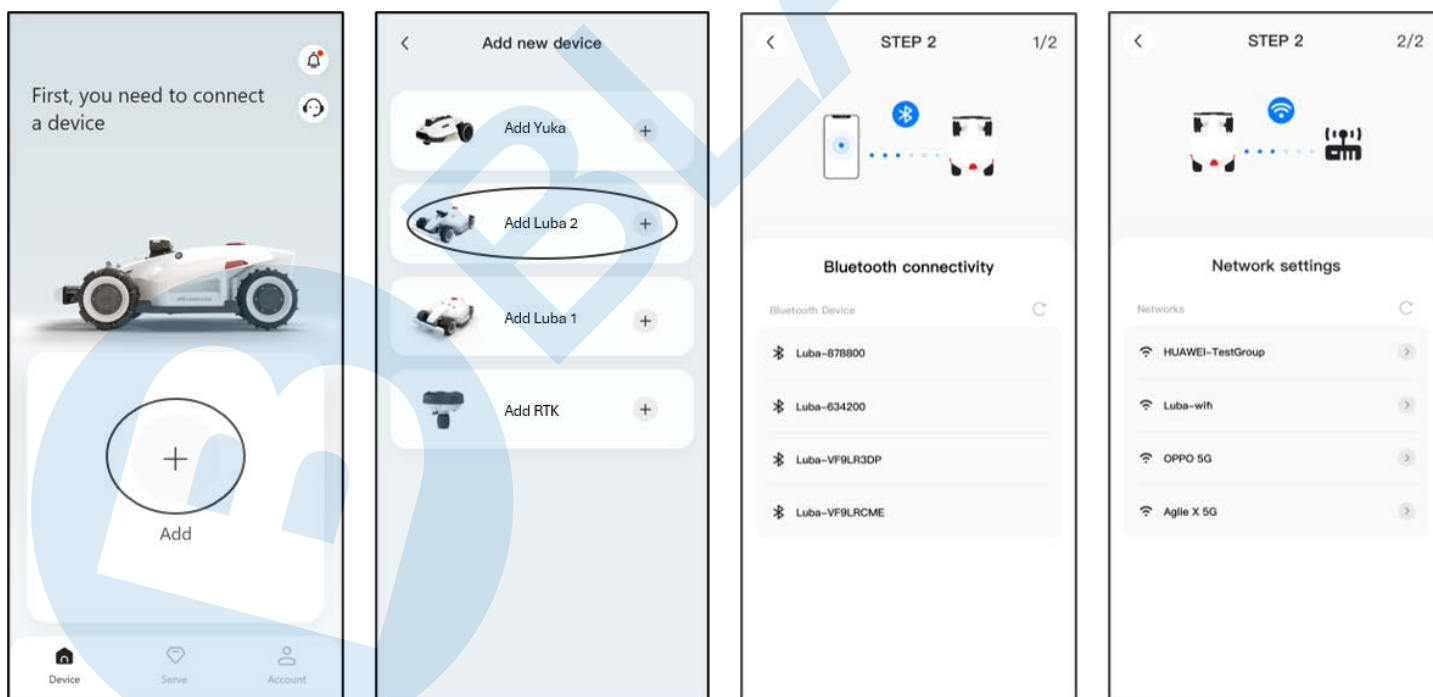 First, you need to connect
a device
Add
Device
Serve
Account
Add new device
Add Yuka
Add Luba 2
Add Luba 1
Add RTK
STEP 2
1/2
Bluetooth connectivity
Bluetooth Device
Luba-878800
Luba-634200
Luba-VF9LR3DP
Luba-VF9LRCME
STEP 2
2/2
Network settings
Networks
HUAWEI-TestGroup
Luba-wifi
OPPO 5G
Aglie X 5G